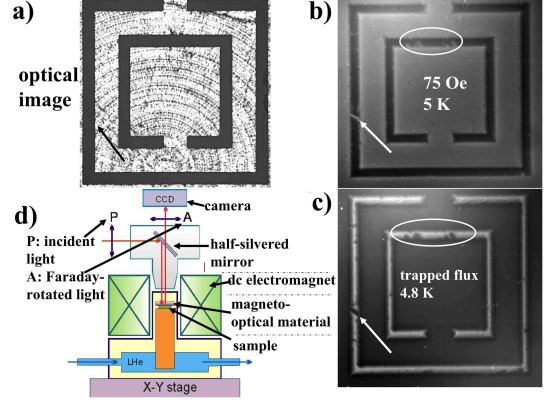 a)
optical
image
b)
75 Oe
5 K
c)
trapped flux
4.8 K
d)
CCD
camera
P
A
P: incident
light
A: Faraday-
rotated light
half-silvered
mirror
dc electromagnet
magneto-
optical material
sample
LHe
X-Y stage